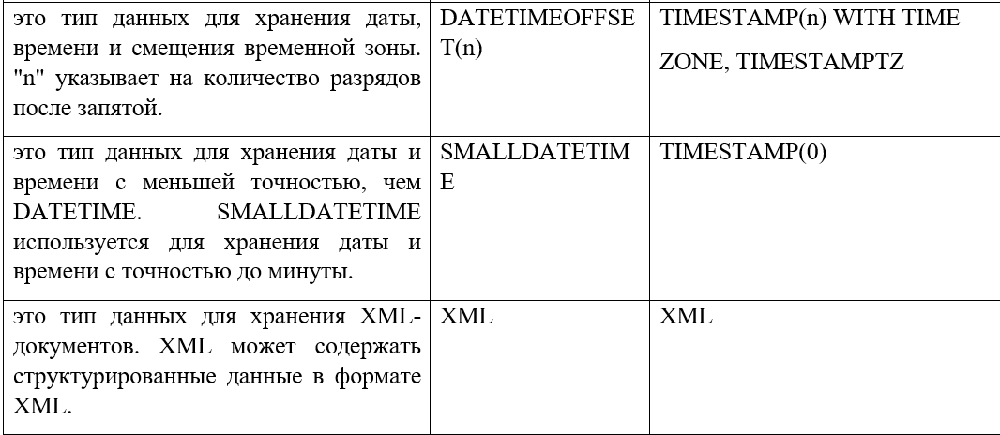 это тип данных для хранения даты,
времени и смещения временной зоны.
"n" указывает на количество разрядов
после запятой.
DATETIMEOFFSE
T(n)
TIMESTAMP(n) WITH TIME
ZONE, TIMESTAMPTZ
это тип данных для хранения даты и
времени с меньшей точностью, чем
DATETIME. SMALLDATETIME
используется для хранения даты и
времени с точностью до минуты.
SMALLDATETIM
E
TIMESTAMP(0)
это тип данных для хранения XML-
документов. XML может содержать
структурированные данные в формате
XML.
XML
XML